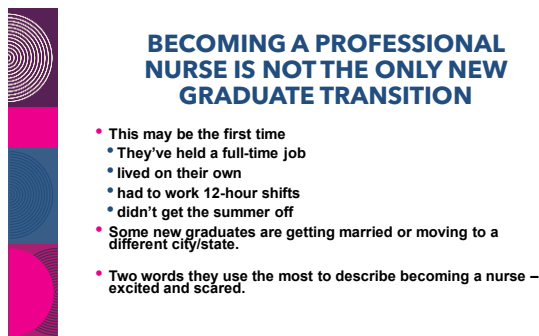 BECOMING A PROFESSIONAL
NURSE IS NOT THE ONLY NEW
GRADUATE TRANSITION
• This may be the first time
• They've held a full-time job
• lived on their own
• had to work 12-hour shifts
• didn't get the summer off
• Some new graduates are getting married or moving to a
different city/state.
• Two words they use the most to describe becoming a nurse –
excited and scared.